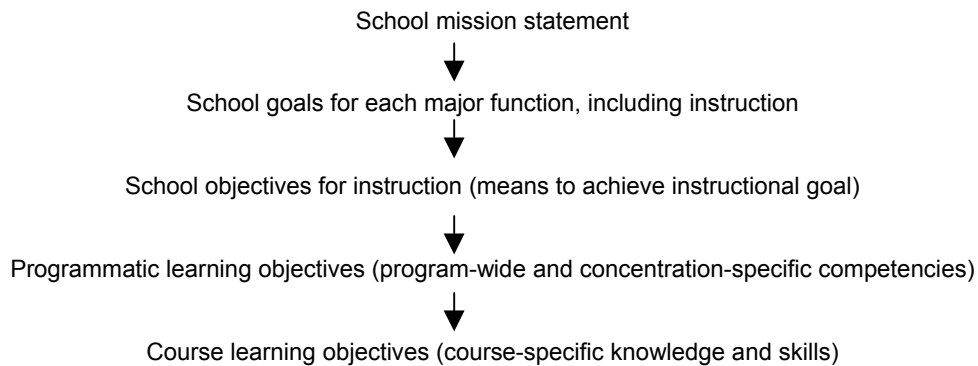 School mission statement
School goals for each major function, including instruction
School objectives for instruction (means to achieve instructional goal)
Programmatic learning objectives (program-wide and concentration-specific competencies)
Course learning objectives (course-specific knowledge and skills)